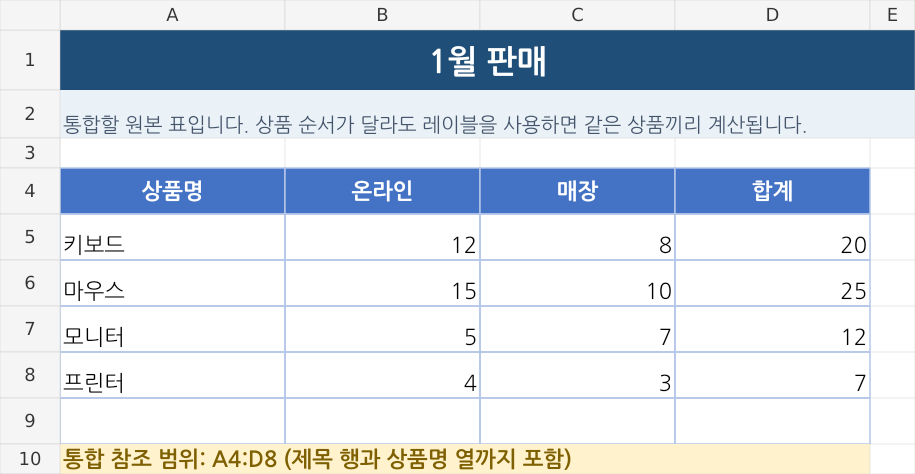 A B C D E
1 1월 판매
2 통합할 원본 표입니다. 상품 순서가 달라도 레이블을 사용하면 같은 상품끼리 계산됩니다.
3
4 상품명 온라인 매장 합계
5 키보드 12 8 20
6 마우스 15 10 25
7 모니터 5 7 12
8 프린터 4 3 7
9
10 통합 참조 범위: A4:D8 (제목 행과 상품명 열까지 포함)